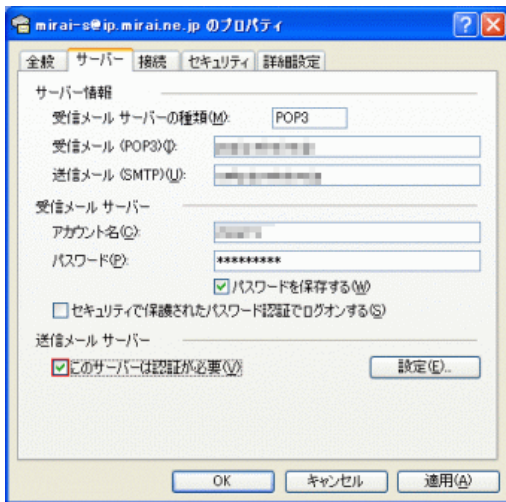 mirai-s@ip.mirai.ne.jp のプロパティ
全般 サーバー 接続 セキュリティ 詳細設定
サーバー情報
受信メール サーバーの種類(M): POP3
受信メール (POP3)(I):
送信メール (SMTP)(U):
受信メール サーバー
アカウント名(C):
パスワード(P): *********
パスワードを保存する(W)
セキュリティで保護されたパスワード認証でログオンする(S)
送信メール サーバー
このサーバーは認証が必要(V) 設定(E)...
OK キャンセル 適用(A)